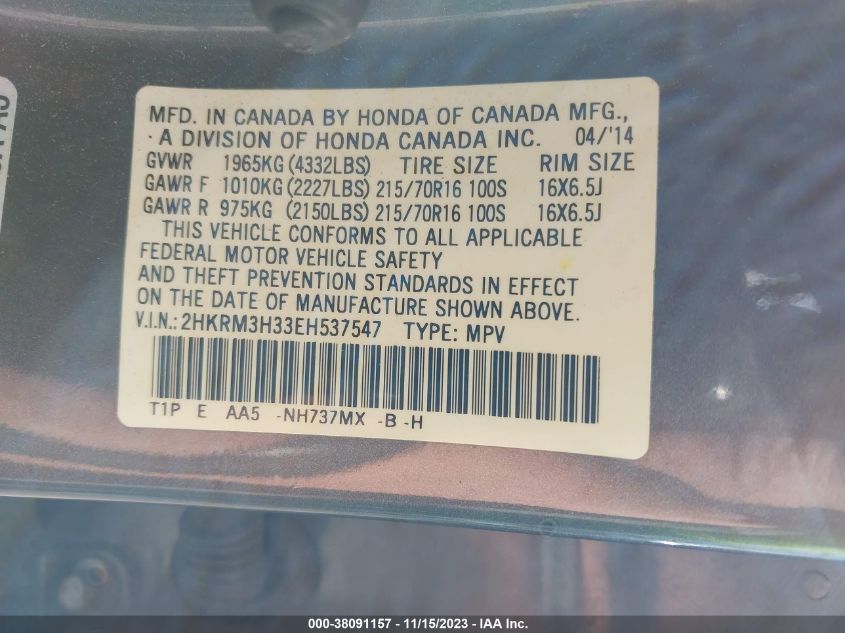 MFD. IN CANADA BY HONDA OF CANADA MFG.,
A DIVISION OF HONDA CANADA INC. 04/'14
GVWR 1965KG (4332LBS) TIRE SIZE RIM SIZE
GAWR F 1010KG (2227LBS) 215/70R16 100S 16X6.5J
GAWR R 975KG (2150LBS) 215/70R16 100S 16X6.5J
THIS VEHICLE CONFORMS TO ALL APPLICABLE
FEDERAL MOTOR VEHICLE SAFETY
AND THEFT PREVENTION STANDARDS IN EFFECT
ON THE DATE OF MANUFACTURE SHOWN ABOVE.
V.I.N.: 2HKRM3H33EH537547 TYPE: MPV
T1P E AA5 -NH737MX -B -H
000-38091157 - 11/15/2023 - IAA Inc.